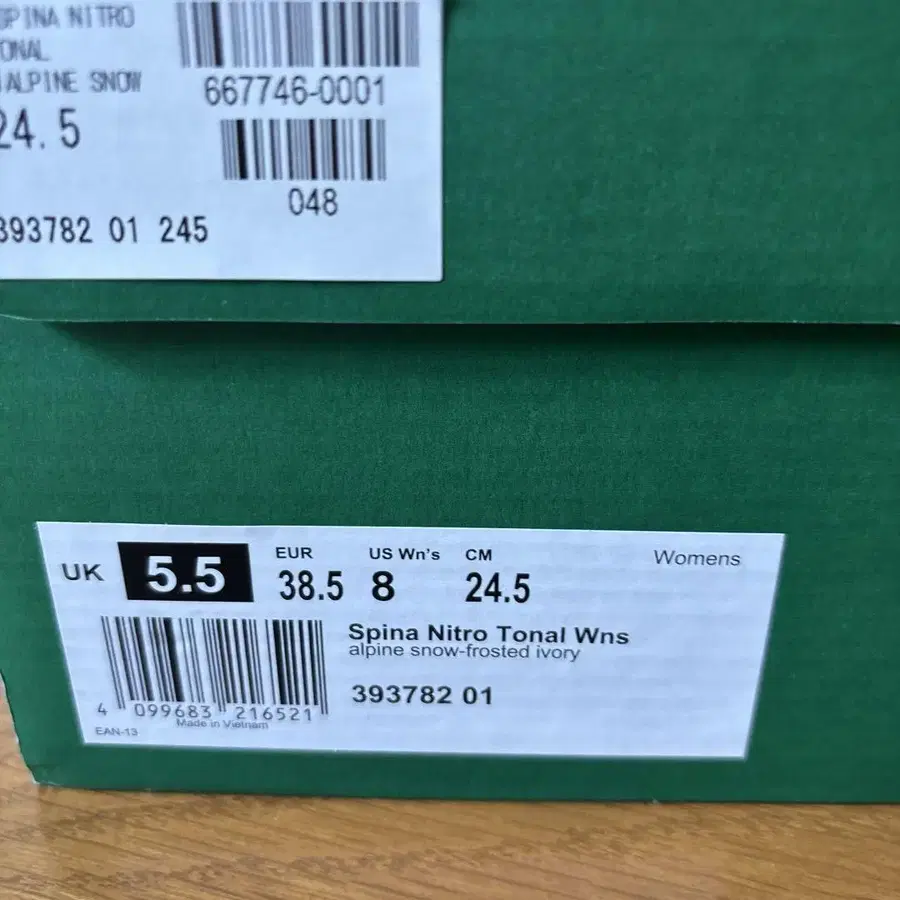 SPINA NITRO
TONAL
ALPINE SNOW
24.5
667746-0001
048
393782 01 245
UK 5.5
EUR 38.5
US Wn's 8
CM 24.5
Womens
Spina Nitro Tonal Wns
alpine snow-frosted ivory
393782 01
4 099683 216521
Made in Vietnam
EAN-13